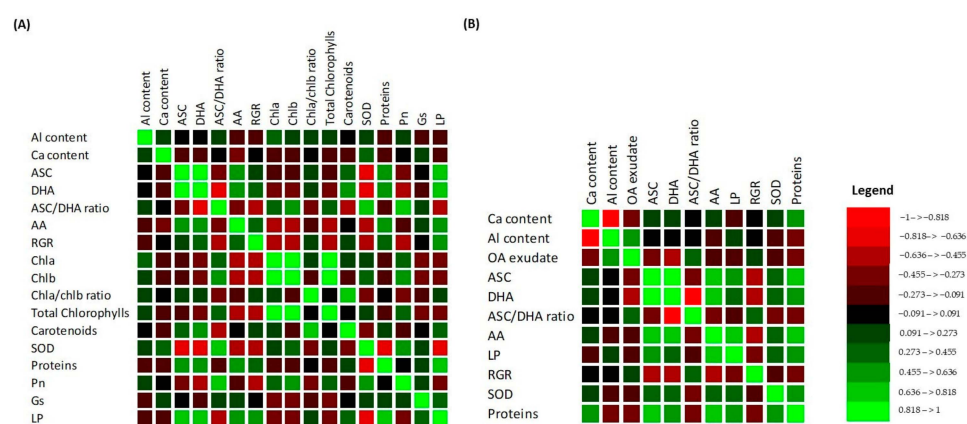 (A)
(B)
Al content
Ca content
ASC
DHA
ASC/DHA ratio
AA
RGR
Chla
Chlb
Chla/chlb ratio
Total Chlorophylls
Carotenoids
SOD
Proteins
Pn
Gs
LP
Al content
Ca content
ASC
DHA
ASC/DHA ratio
AA
RGR
Chla
Chlb
Chla/chlb ratio
Total Chlorophylls
Carotenoids
SOD
Proteins
Pn
Gs
LP
Ca content
Al content
OA exudate
ASC
DHA
ASC/DHA ratio
AA
LP
RGR
SOD
Proteins
Ca content
Al content
OA exudate
ASC
DHA
ASC/DHA ratio
AA
LP
RGR
SOD
Proteins
Legend
-1 -> -0.818
-0.818 -> -0.636
-0.636 -> -0.455
-0.455 -> -0.273
-0.273 -> -0.091
-0.091 -> 0.091
0.091 -> 0.273
0.273 -> 0.455
0.455 -> 0.636
0.636 -> 0.818
0.818 -> 1